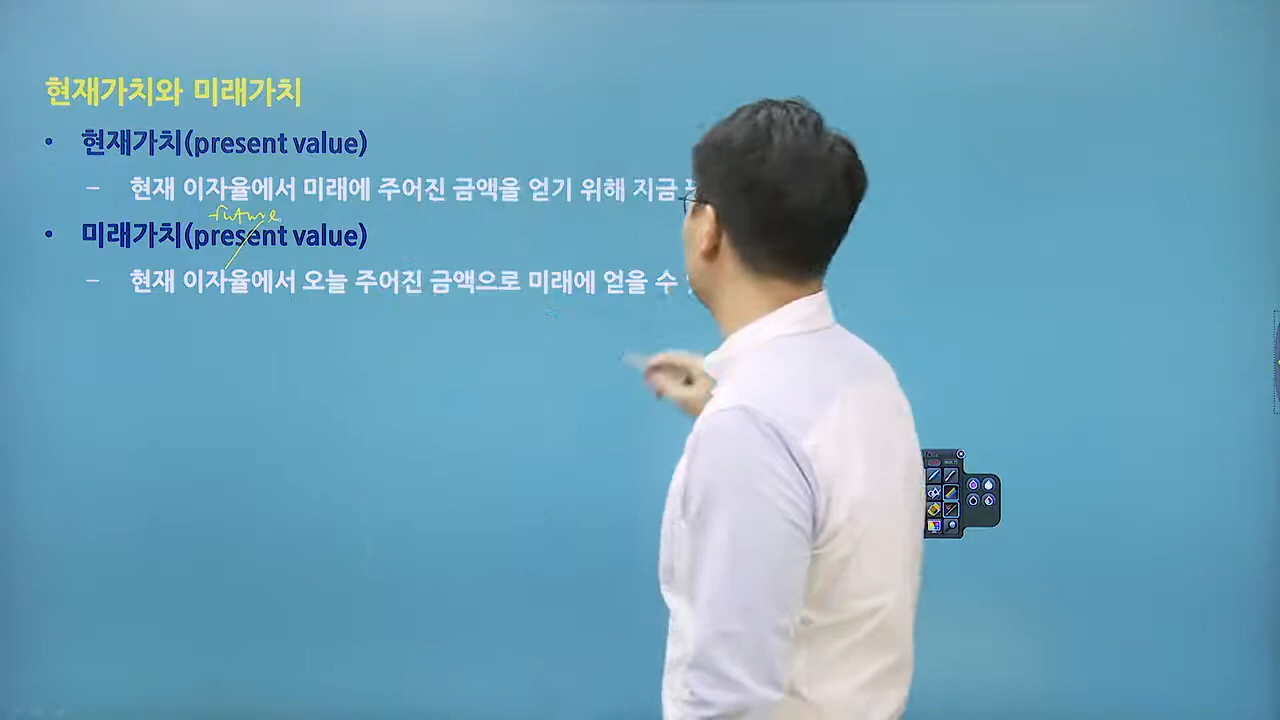 현재가치와 미래가치
• 현재가치(present value)
– 현재 이자율에서 미래에 주어진 금액을 얻기 위해 지금
future
• 미래가치(present value)
– 현재 이자율에서 오늘 주어진 금액으로 미래에 얻을 수